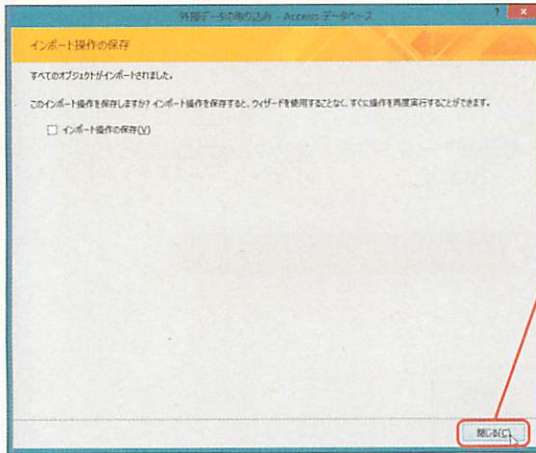 外部データの取り込み - Access データベース
?
×
インポート操作の保存
すべてのオブジェクトがインポートされました。
このインポート操作を保存しますか? インポート操作を保存すると、ウィザードを使用することなく、すぐに操作を再度実行することができます。
インポート操作の保存(V)
閉じる(C)